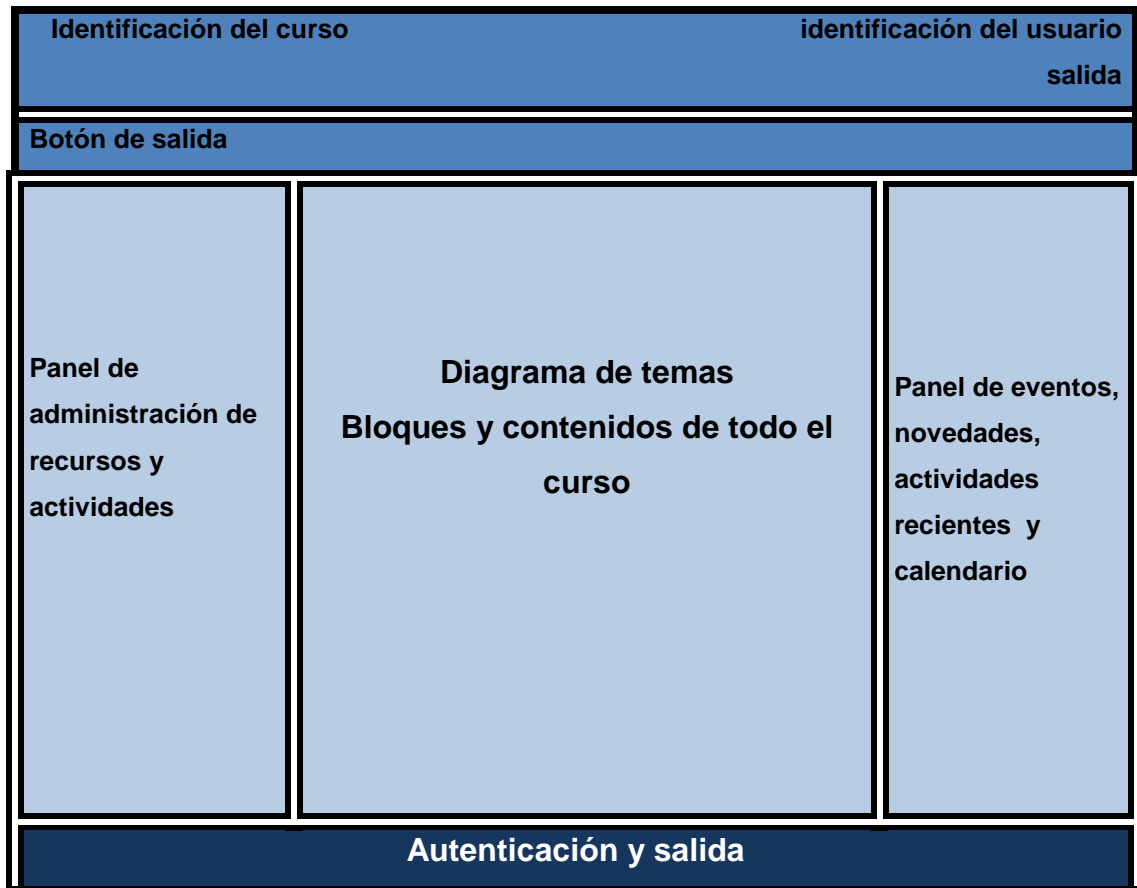 Identificación del curso
identificación del usuario
salida
Botón de salida
Panel de
administración de
recursos y
actividades
Diagrama de temas
Bloques y contenidos de todo el
curso
Panel de eventos,
novedades,
actividades
recientes y
calendario
Autenticación y salida